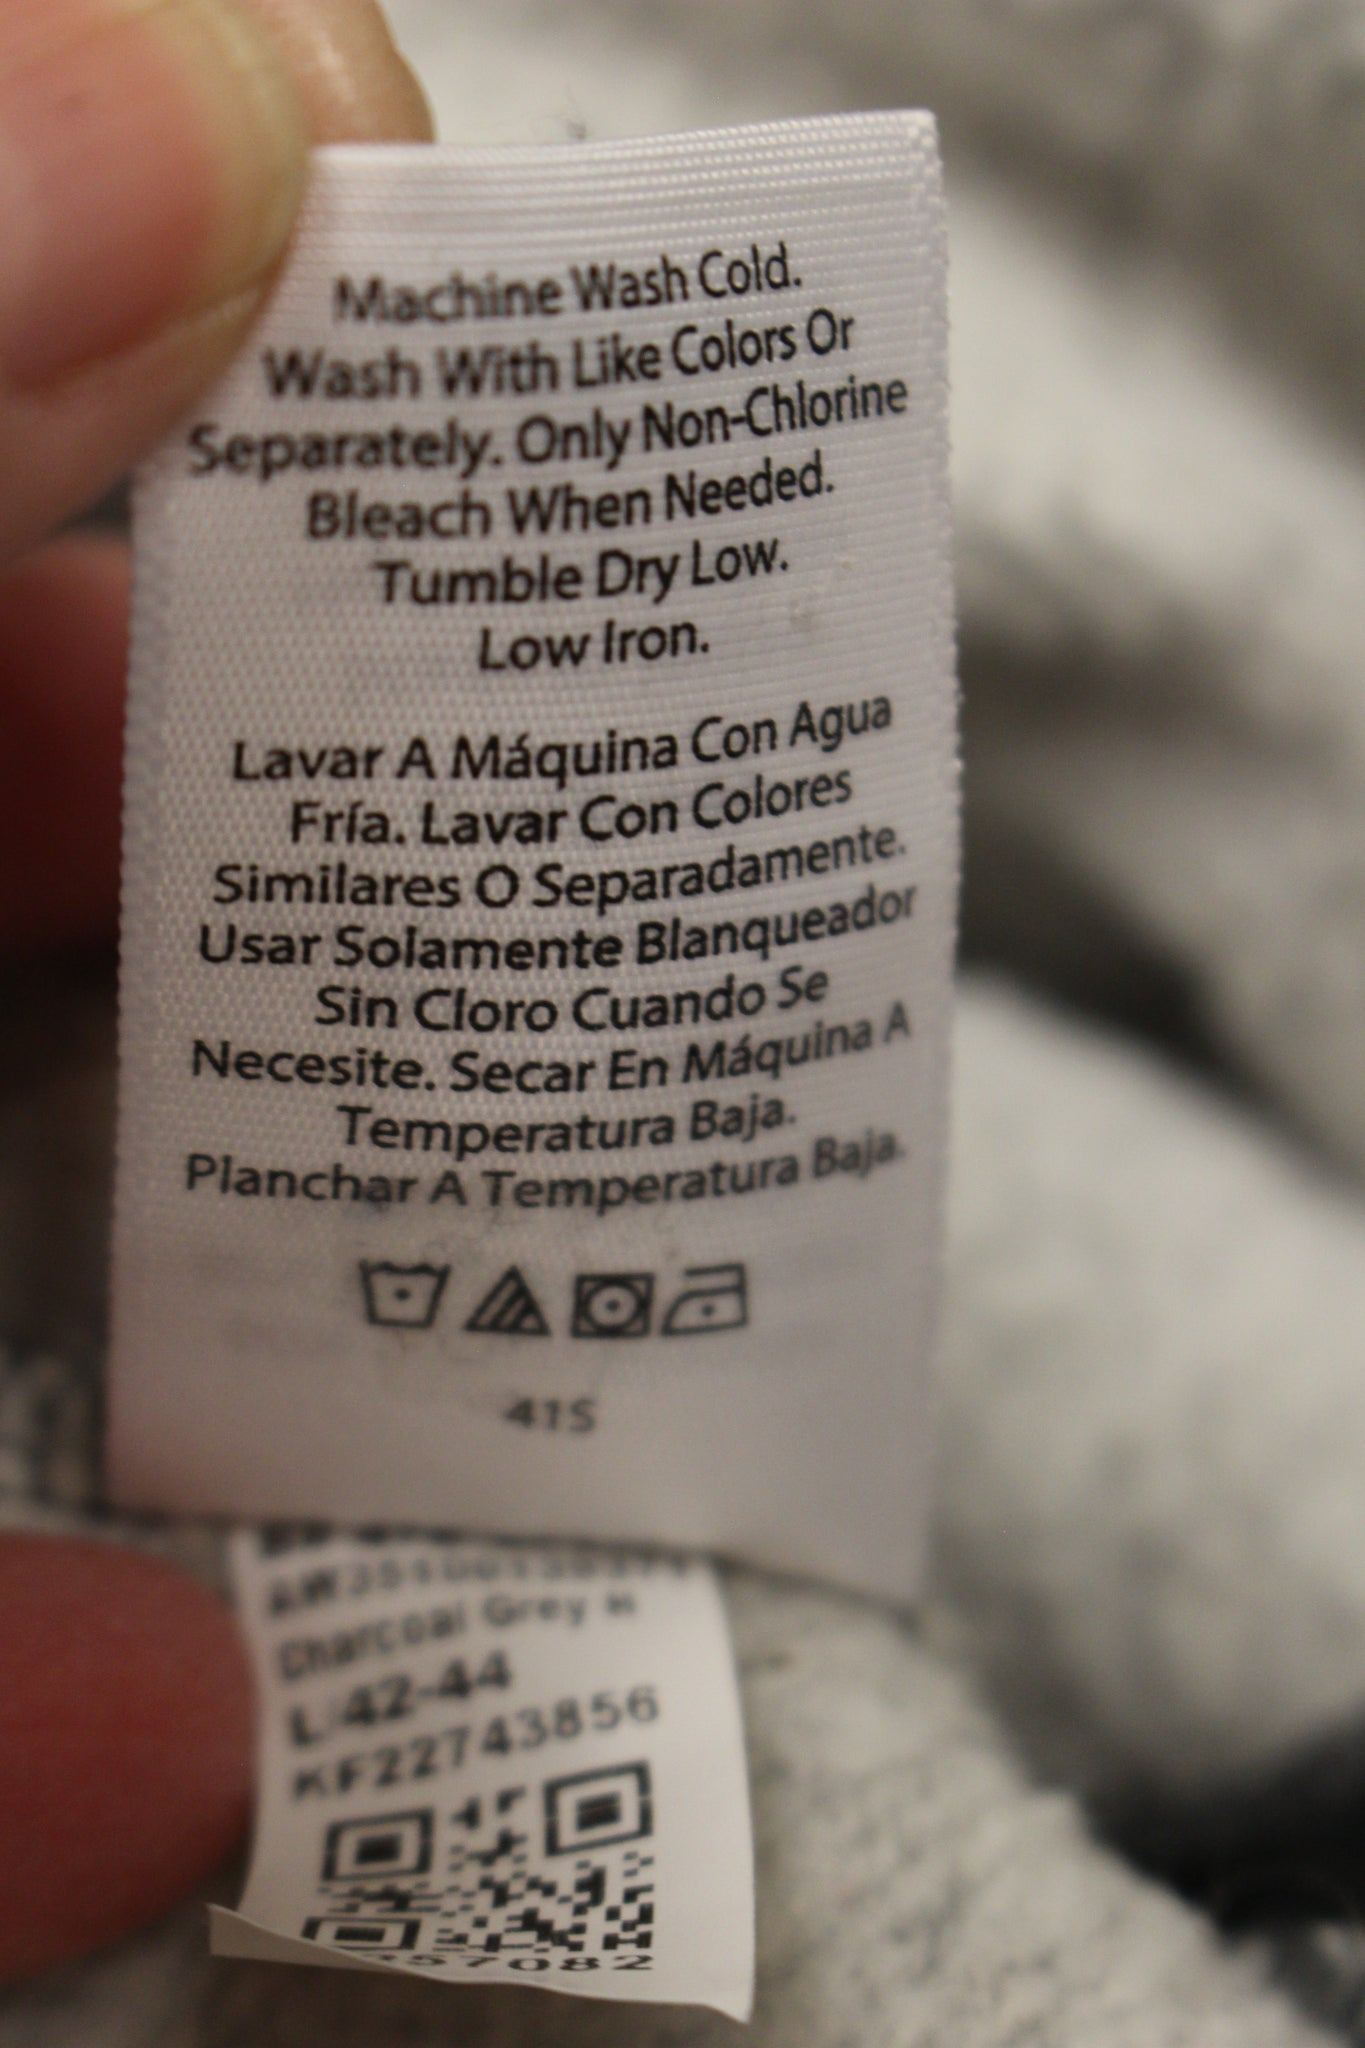 Machine Wash Cold.
Wash With Like Colors Or
Separately. Only Non-Chlorine
Bleach When Needed.
Tumble Dry Low.
Low Iron.
Lavar A Máquina Con Agua
Fría. Lavar Con Colores
Similares O Separadamente.
Usar Solamente Blanqueador
Sin Cloro Cuando Se
Necesite. Secar En Máquina A
Temperatura Baja.
Planchar A Temperatura Baja.
41S
Charcoal Grey H
L 42-44
KF22743856